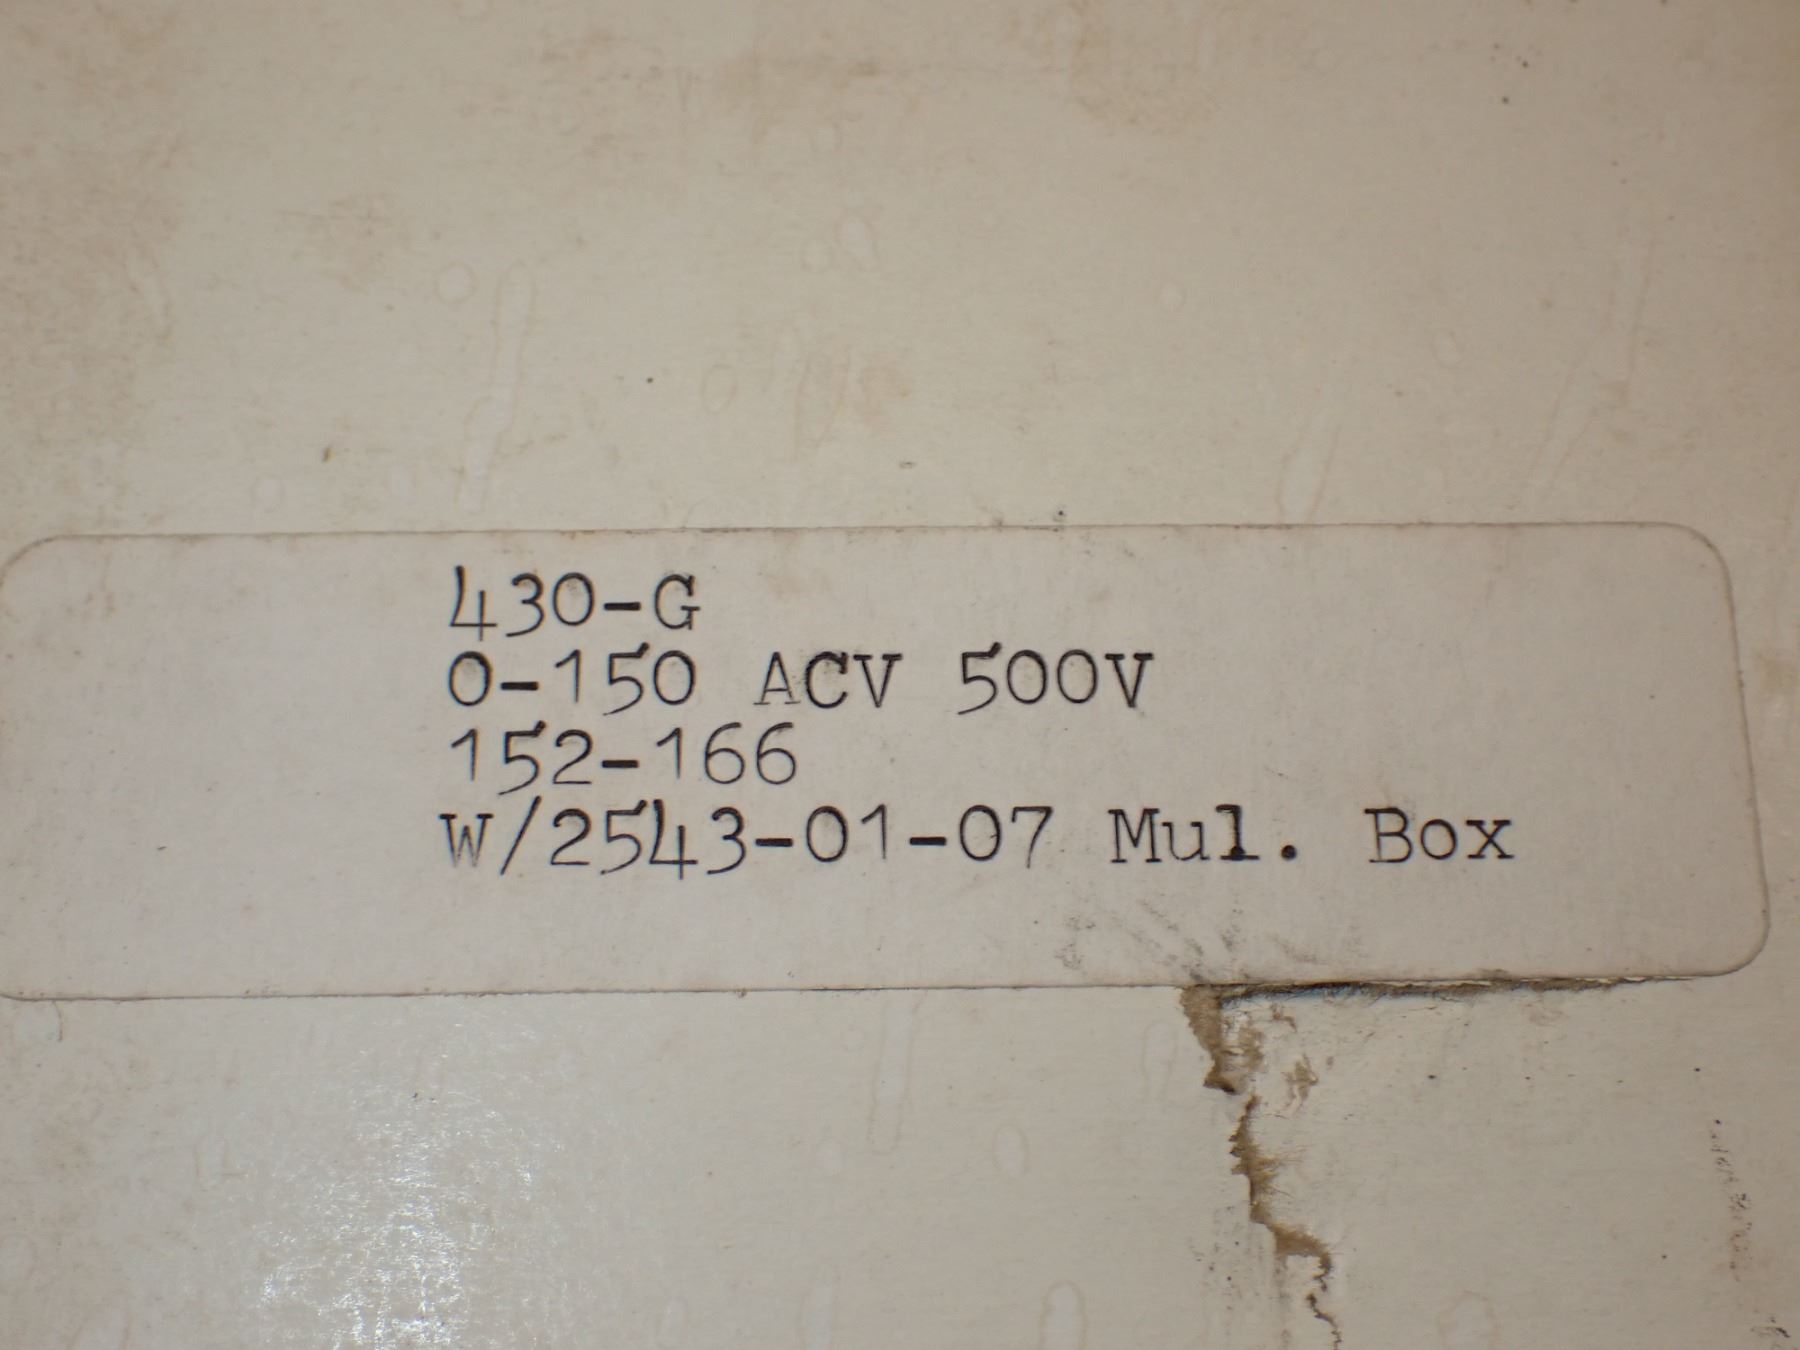 430-G
0-150 ACV 500V
152-166
W/2543-01-07 Mul. Box